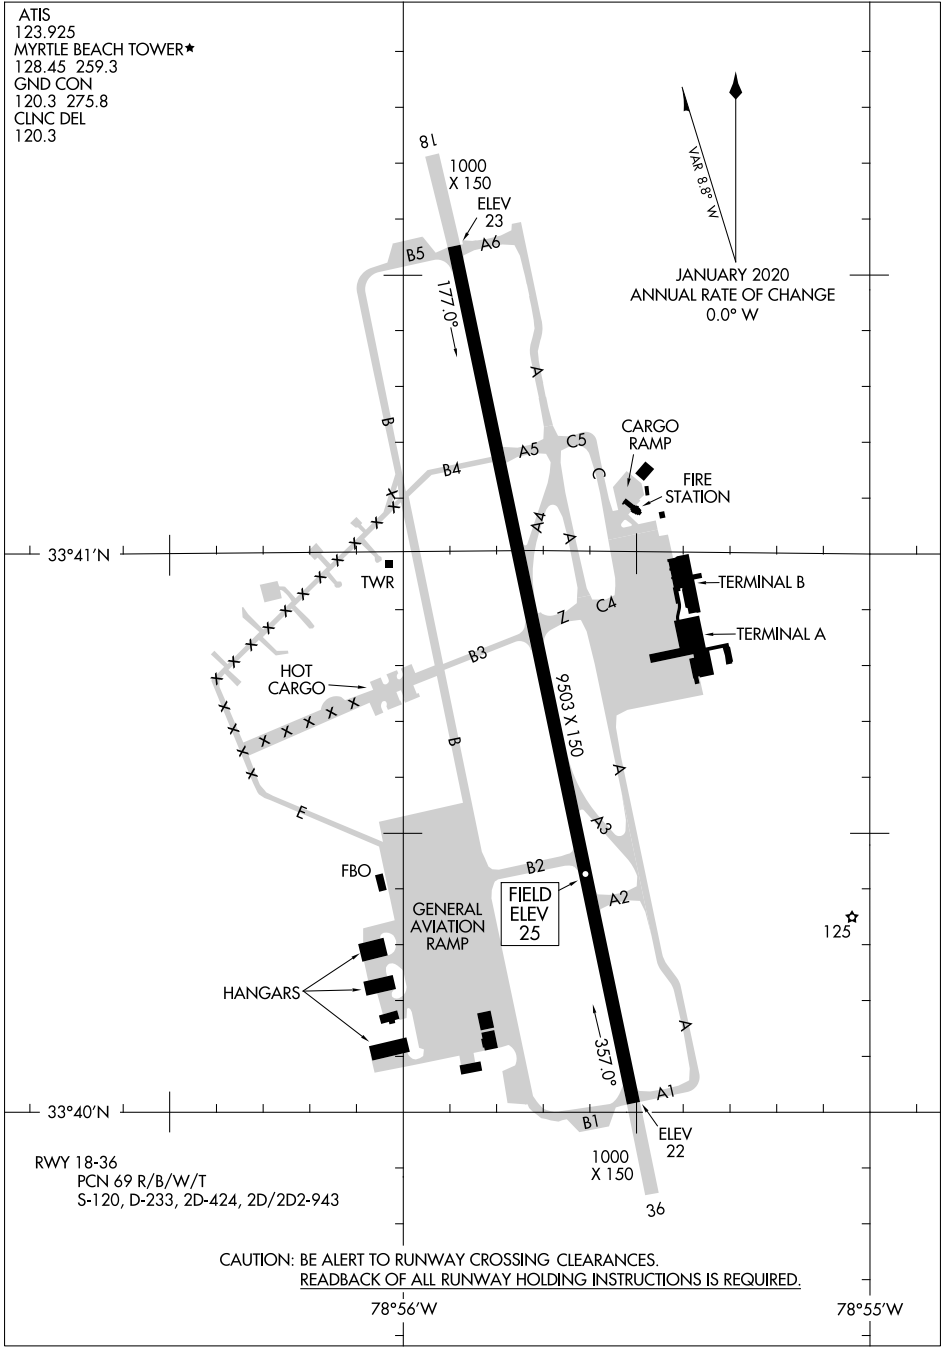 ATIS
123.925
MYRTLE BEACH TOWER★
128.45 259.3
GND CON
120.3 275.8
CLNC DEL
120.3
18
1000
X 150
ELEV
23
VAR 8.8° W
JANUARY 2020
ANNUAL RATE OF CHANGE
0.0° W
B5
A6
177.0°
A
B
CARGO
RAMP
A5
C5
B4
C
FIRE
STATION
X
X
X
A4
A
33°41'N
X
X
TWR
X
X
X
X
X
X
X
TERMINAL B
C4
Z
TERMINAL A
B3
HOT
CARGO
X
X
X
X
X
X
X
X
X
X
9503 X 150
B
A
E
A3
B2
FBO
A2
FIELD
ELEV
25
GENERAL
AVIATION
RAMP
125
HANGARS
A
357.0°
A1
33°40'N
B1
ELEV
22
1000
X 150
36
RWY 18-36
PCN 69 R/B/W/T
S-120, D-233, 2D-424, 2D/2D2-943
CAUTION: BE ALERT TO RUNWAY CROSSING CLEARANCES.
READBACK OF ALL RUNWAY HOLDING INSTRUCTIONS IS REQUIRED.
78°56'W
78°55'W